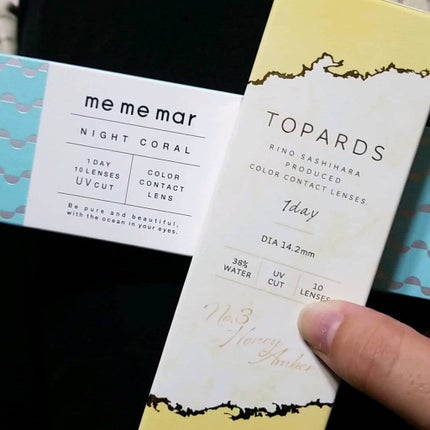 me me mar
NIGHT CORAL
1DAY
10 LENSES
UV CUT
COLOR
CONTACT
LENS
Be pure and beautiful,
with the ocean in your eyes.
TOPARDS
RINO SASHIHARA
PRODUCED
COLOR CONTACT LENSES
1day
DIA 14.2mm
38%
WATER
UV
CUT
10
LENSES
No.3
Honey
Amber